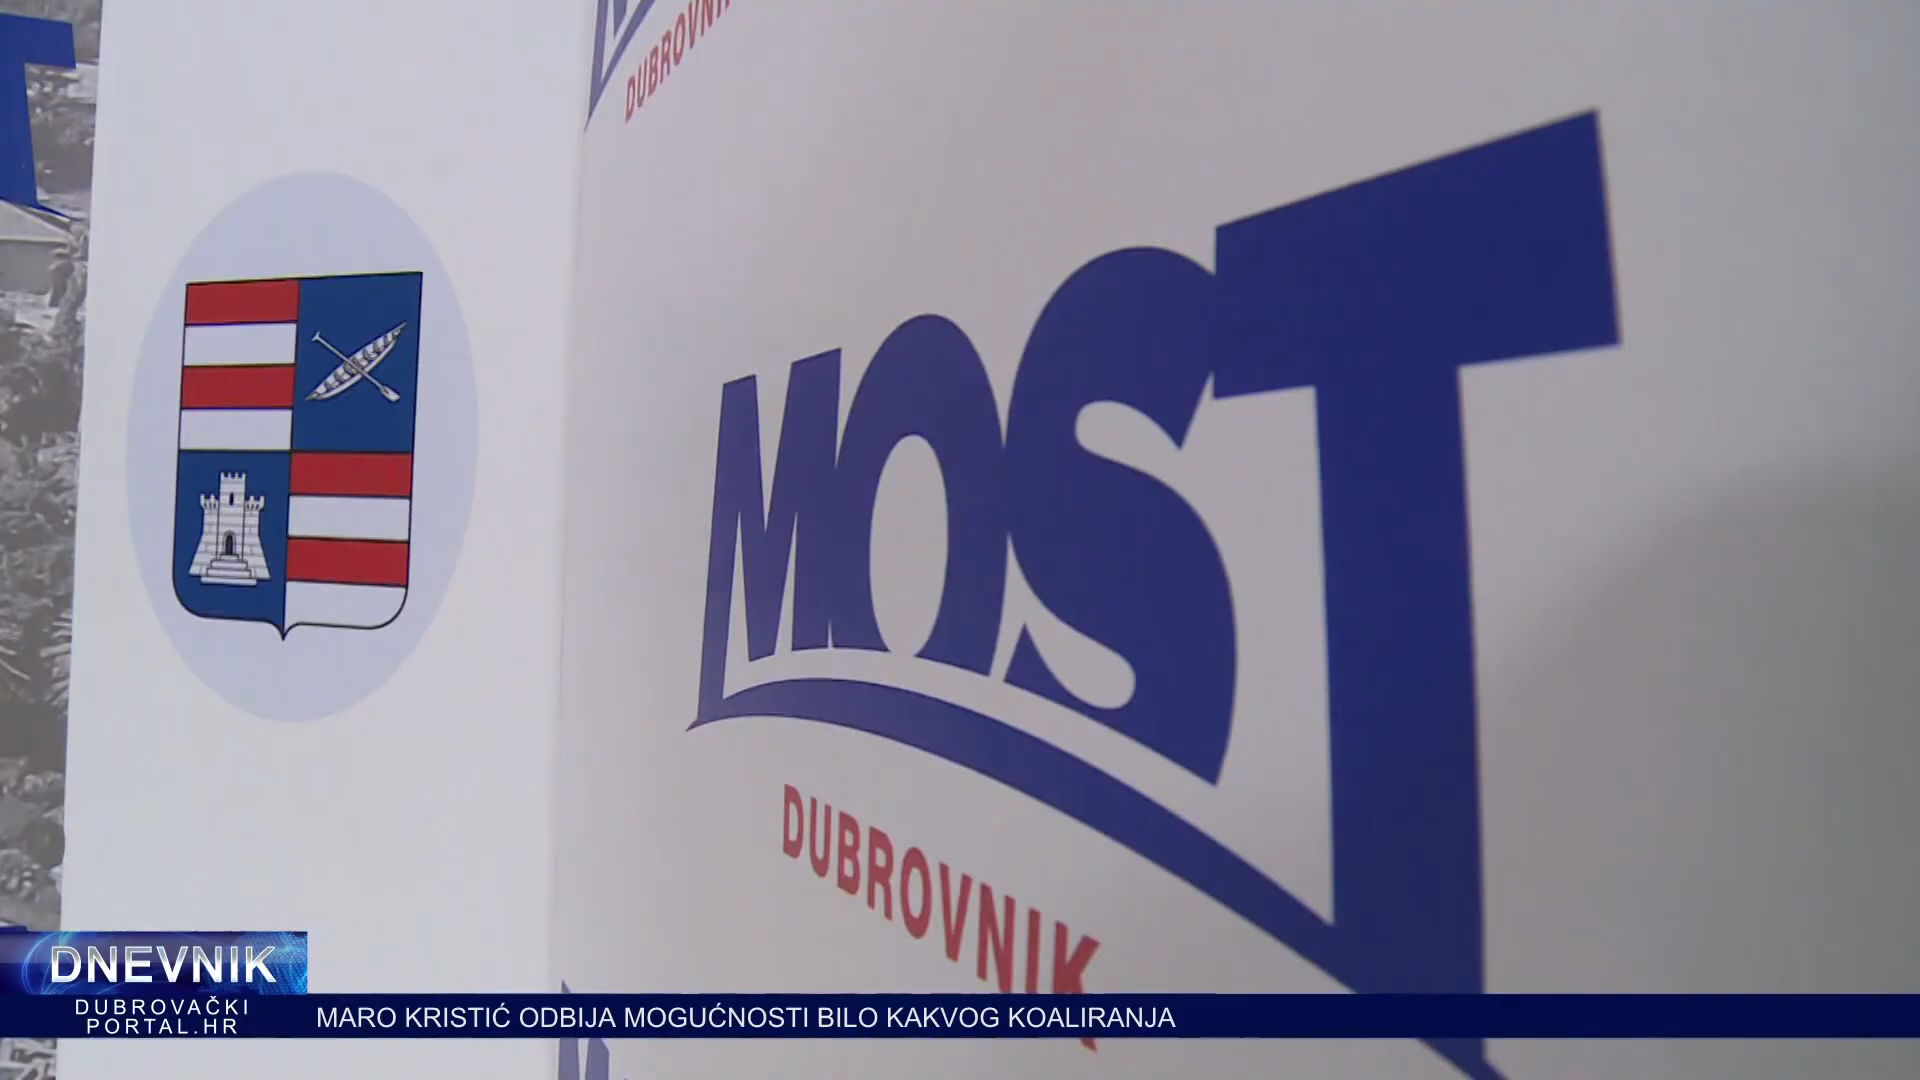 DUBROVNIK
MOST
DUBROVNIK
DNEVNIK
DUBROVAČKI
PORTAL.HR
MARO KRISTIĆ ODBIJA MOGUĆNOSTI BILO KAKVOG KOALIRANJA